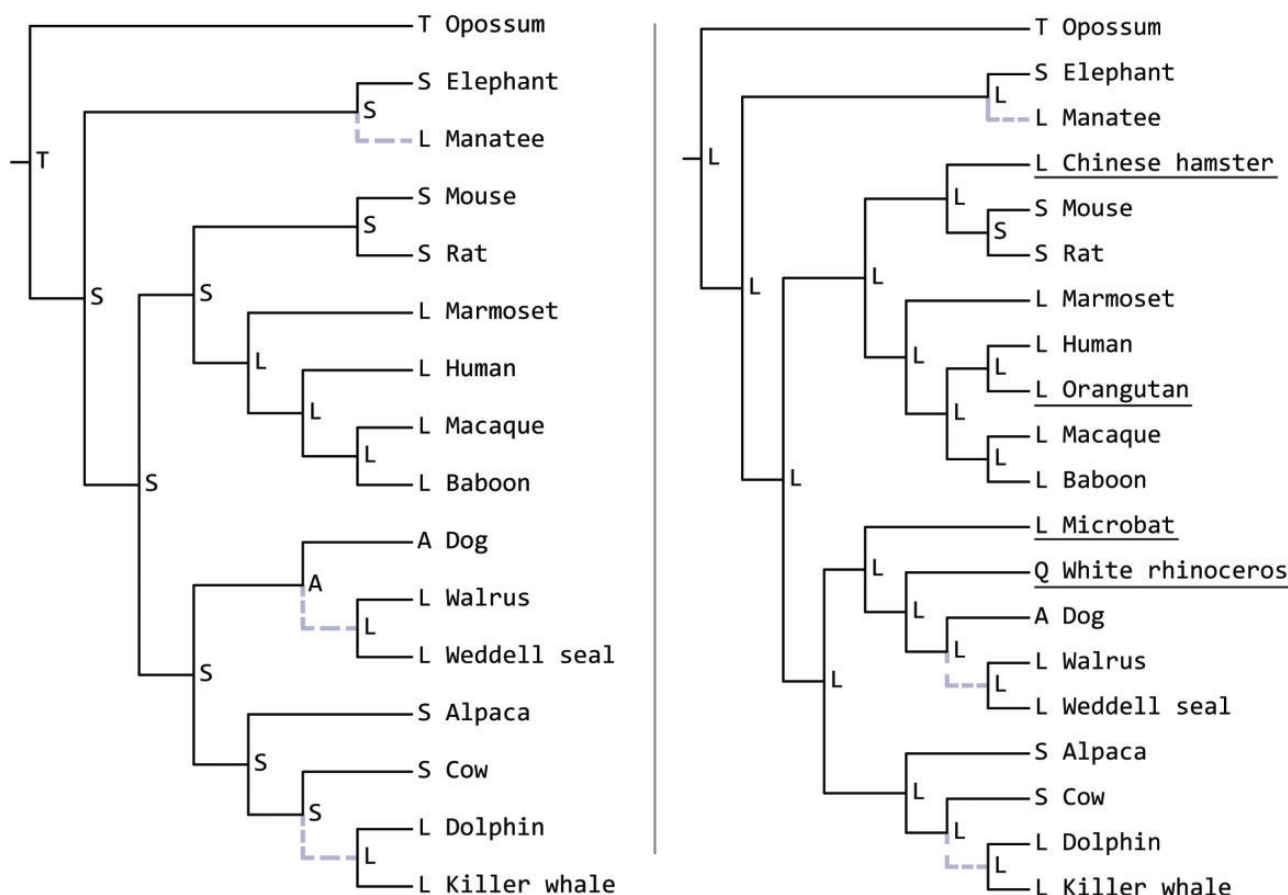 T Opossum
S Elephant
S
L Manatee
T
S Mouse
S
S Rat
S
S
L Marmoset
L
L Human
L
L Macaque
L
S
L Baboon
A Dog
A
L Walrus
L
L Weddell seal
S
S Alpaca
S
S Cow
S
L Dolphin
L
L Killer whale
T Opossum
S Elephant
L
L Manatee
L
L Chinese hamster
L
S Mouse
S
S Rat
L
L
L Marmoset
L
L Human
L
L Orangutan
L
L Macaque
L
L
L Baboon
L Microbat
L
Q White rhinoceros
L
A Dog
L
L Walrus
L
L
L Weddell seal
S Alpaca
L
S Cow
L
L Dolphin
L
L Killer whale